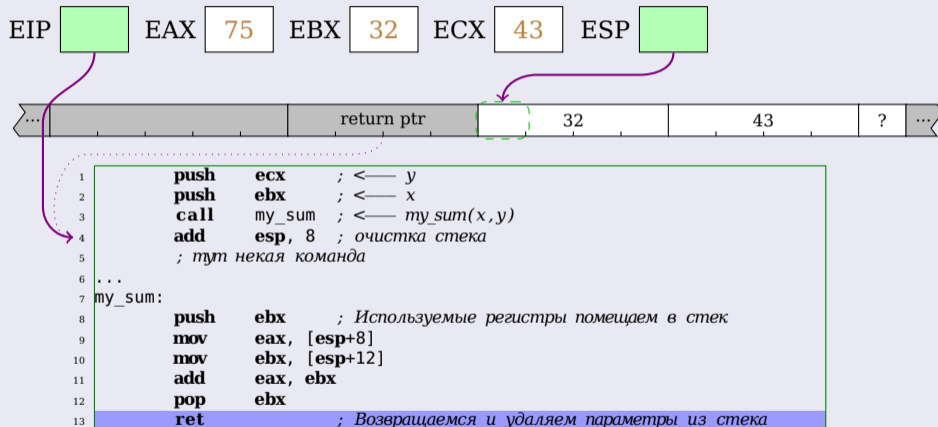 EIP EAX 75 EBX 32 ECX 43 ESP
... return ptr 32 43 ? ...
1 push ecx ; <—— y
2 push ebx ; <—— x
3 call my_sum ; <—— my_sum(x,y)
4 add esp, 8 ; очистка стека
5 ; тут некая команда
6 ...
7 my_sum:
8 push ebx ; Используемые регистры помещаем в стек
9 mov eax, [esp+8]
10 mov ebx, [esp+12]
11 add eax, ebx
12 pop ebx
13 ret ; Возвращаемся и удаляем параметры из стека